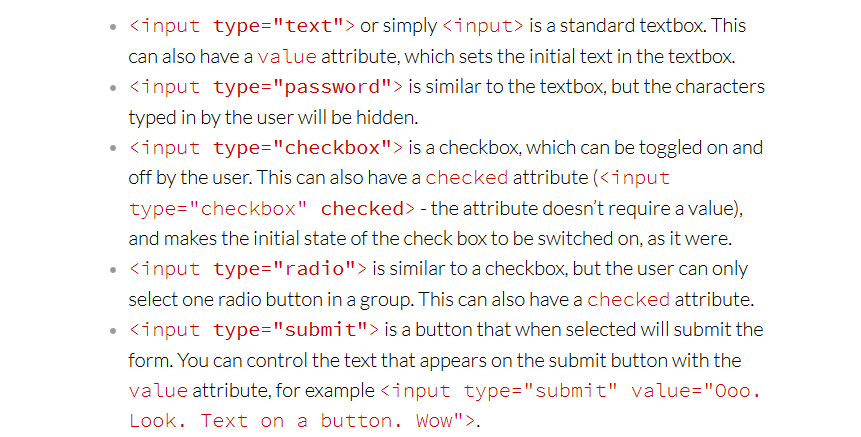 <input type="text"> or simply <input> is a standard textbox. This
can also have a value attribute, which sets the initial text in the textbox.
<input type="password"> is similar to the textbox, but the characters
typed in by the user will be hidden.
<input type="checkbox"> is a checkbox, which can be toggled on and
off by the user. This can also have a checked attribute (<input
type="checkbox" checked> - the attribute doesn’t require a value),
and makes the initial state of the check box to be switched on, as it were.
<input type="radio"> is similar to a checkbox, but the user can only
select one radio button in a group. This can also have a checked attribute.
<input type="submit"> is a button that when selected will submit the
form. You can control the text that appears on the submit button with the
value attribute, for example <input type="submit" value="Ooo.
Look. Text on a button. Wow">.